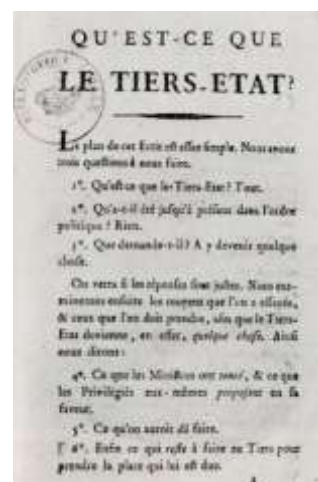 QU'EST-CE QUE
LE TIERS-ETAT?
Le plan de cet Ecrit est assez simple. Nous avons
trois questions à nous faire.
1°. Qu'est-ce que le Tiers-Etat? Tout.
2°. Qu'a-t-il été jusqu'à présent dans l'ordre
politique? Rien.
3°. Que demande-t-il? A y devenir quelque
chose.
On verra si les réponses sont justes. Nous exa-
minerons ensuite les moyens que l'on a essayés,
& ceux que l'on doit prendre, afin que le Tiers-
Etat devienne, en effet, quelque chose. Ainsi
nous dirons:
4°. Ce que les Ministres ont tenté, & ce que
les Privilégiés eux-mêmes proposent en sa
faveur.
5°. Ce qu'on auroit dû faire.
6°. Enfin ce qui reste à faire au Tiers pour
prendre la place qui lui est due.